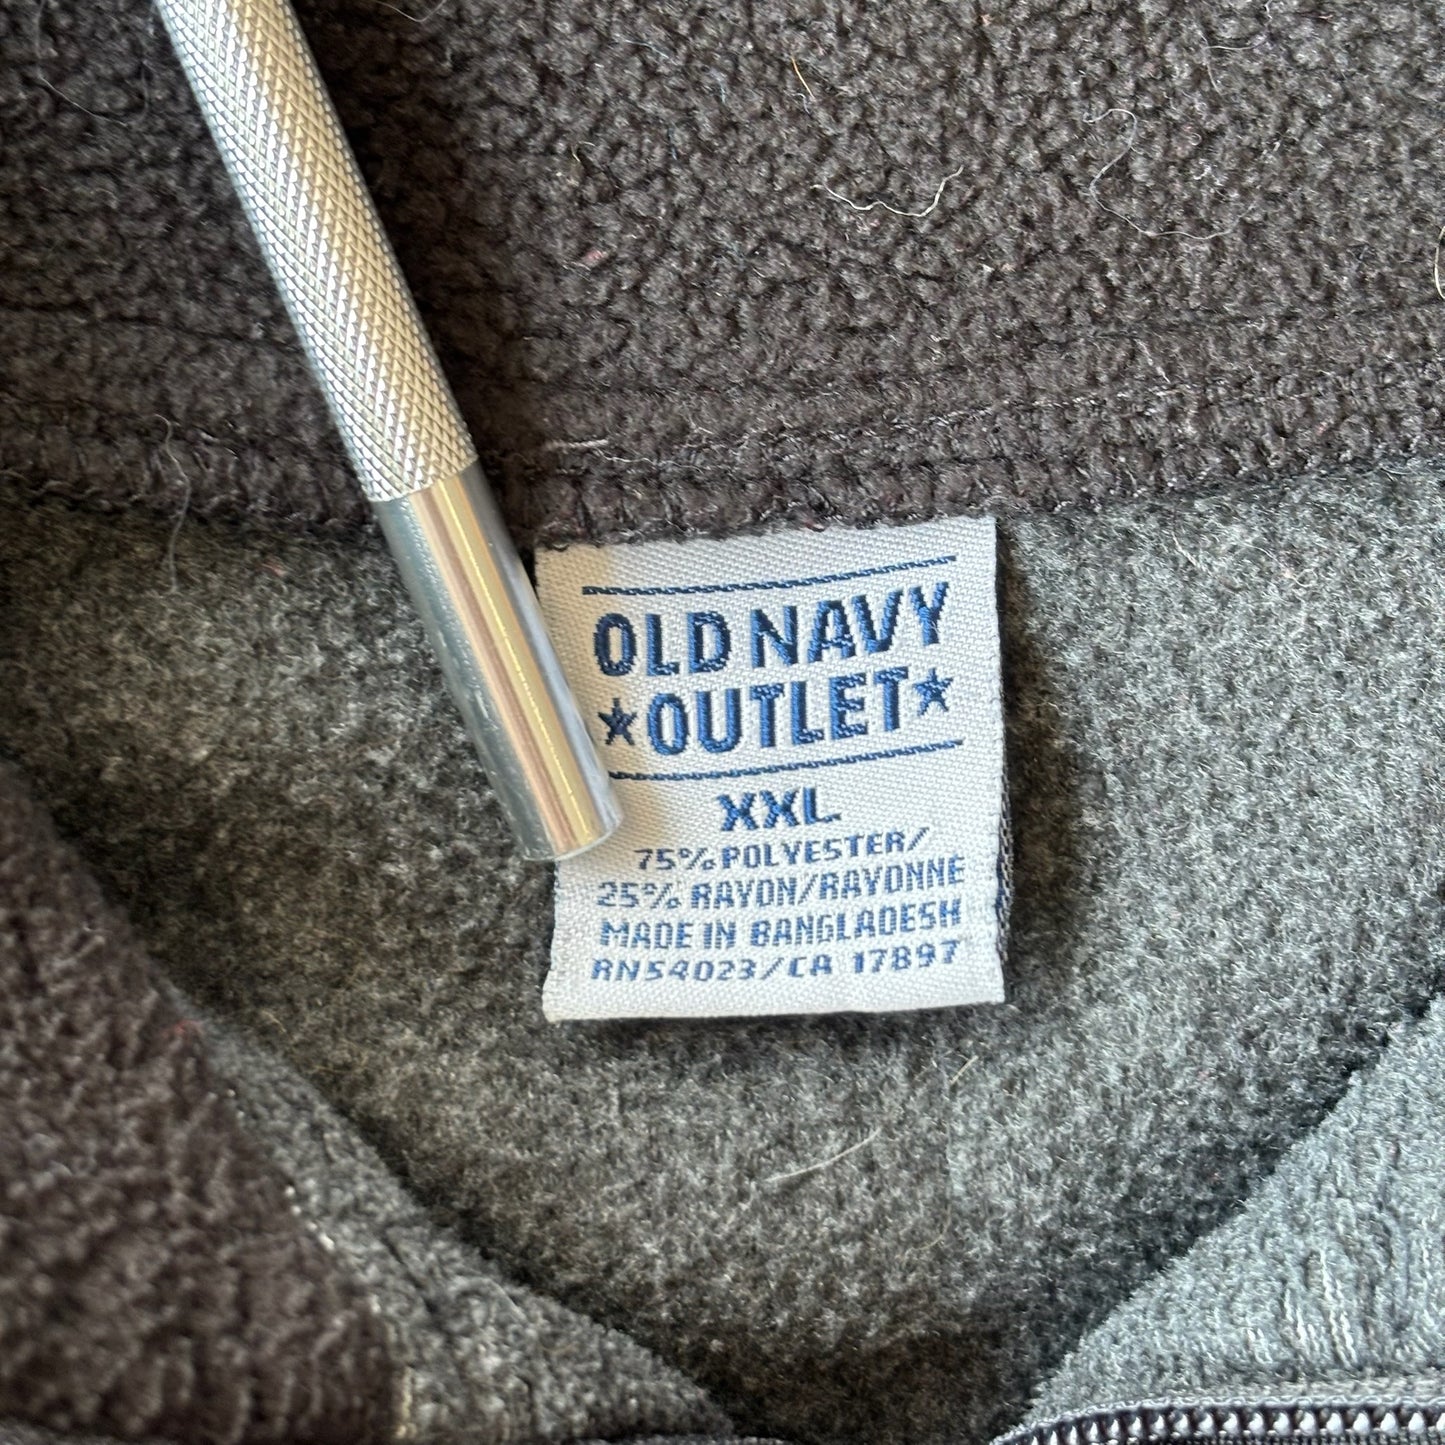 OLD NAVY
★OUTLET★
XXL
75% POLYESTER/
25% RAYON/RAYONNE
MADE IN BANGLADESH
RN54023/CA 17897